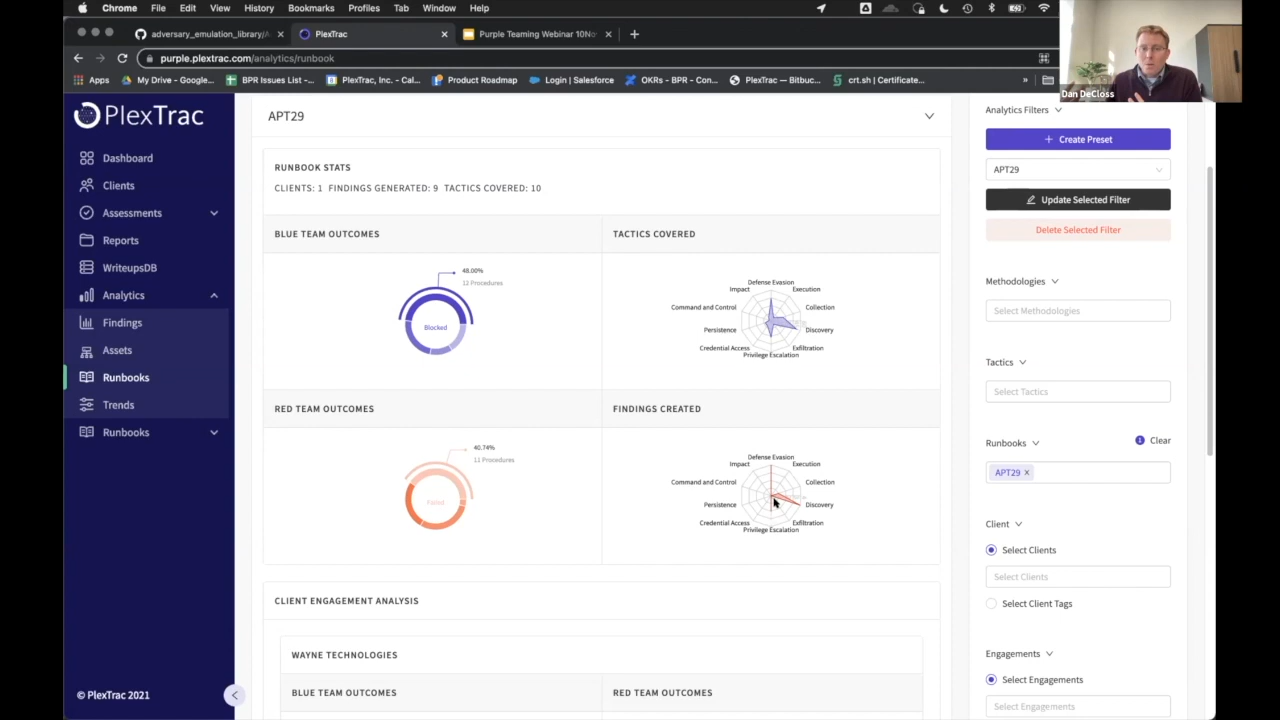 Chrome File Edit View History Bookmarks Profiles Tab Window Help
adversary_emulation_library/A
PlexTrac
Purple Teaming Webinar 10No
purple.plextrac.com/analytics/runbook
Apps
My Drive - Google...
BPR Issues List -...
PlexTrac, Inc. - Cal...
Product Roadmap
Login | Salesforce
OKRs - BPR - Con...
PlexTrac — Bitbuc...
crt.sh | Certificate...
»
Dan DeCloss
PlexTrac
Dashboard
Clients
Assessments
Reports
WriteupsDB
Analytics
Findings
Assets
Runbooks
Trends
Runbooks
© PlexTrac 2021
APT29
RUNBOOK STATS
CLIENTS: 1 FINDINGS GENERATED: 9 TACTICS COVERED: 10
BLUE TEAM OUTCOMES
48.00%
12 Procedures
Blocked
TACTICS COVERED
Defense Evasion
Impact
Execution
Command and Control
Collection
Persistence
Discovery
Credential Access
Exfiltration
Privilege Escalation
RED TEAM OUTCOMES
40.74%
11 Procedures
Failed
FINDINGS CREATED
Defense Evasion
Impact
Execution
Command and Control
Collection
Persistence
Discovery
Credential Access
Exfiltration
Privilege Escalation
CLIENT ENGAGEMENT ANALYSIS
WAYNE TECHNOLOGIES
BLUE TEAM OUTCOMES
RED TEAM OUTCOMES
Analytics Filters
+ Create Preset
APT29
Update Selected Filter
Delete Selected Filter
Methodologies
Select Methodologies
Tactics
Select Tactics
Runbooks
1 Clear
APT29 ×
Client
Select Clients
Select Clients
Select Client Tags
Engagements
Select Engagements
Select Engagements